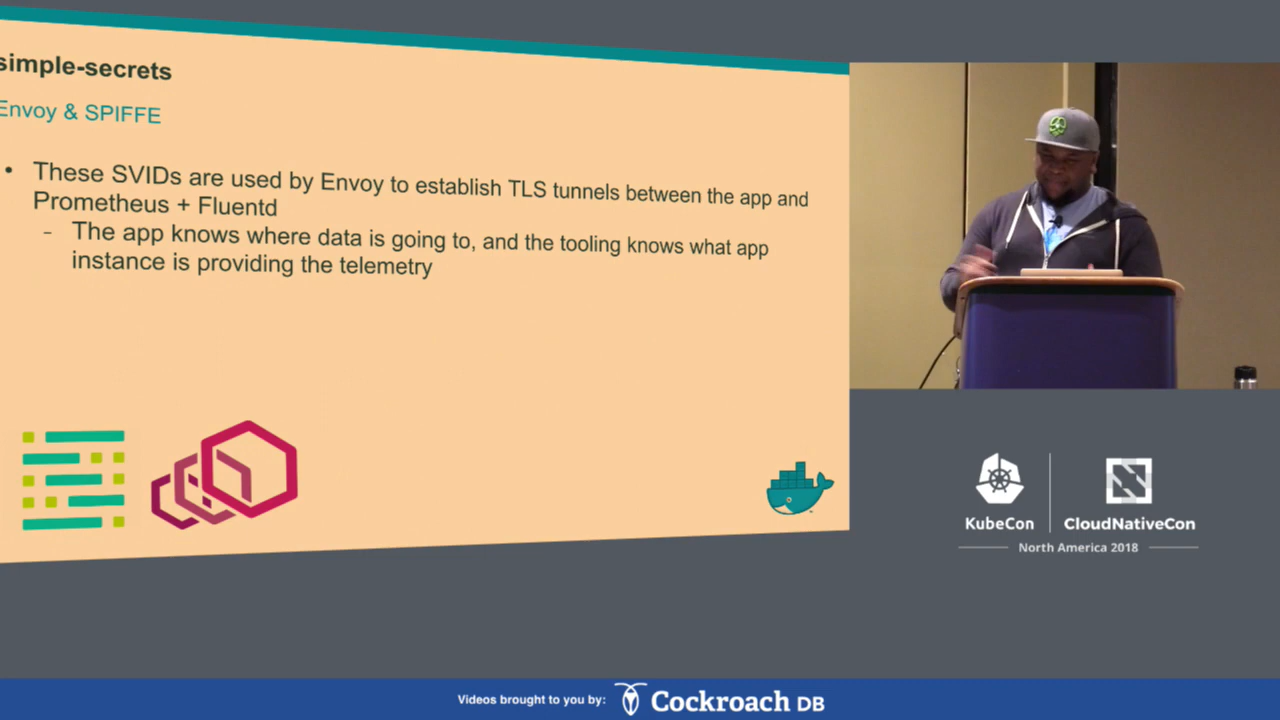 simple-secrets
Envoy & SPIFFE
• These SVIDs are used by Envoy to establish TLS tunnels between the app and
Prometheus + Fluentd
- The app knows where data is going to, and the tooling knows what app
instance is providing the telemetry
KubeCon
CloudNativeCon
North America 2018
Videos brought to you by:
Cockroach DB